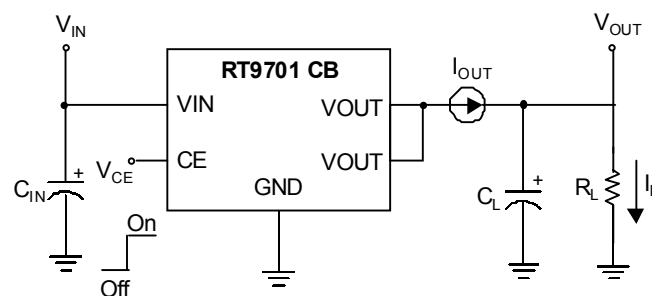 VIN
VOUT
RT9701 CB
IOUT
VIN
VOUT
VCE
CE
VOUT
CIN
+
GND
CL
+
RL
On
Off